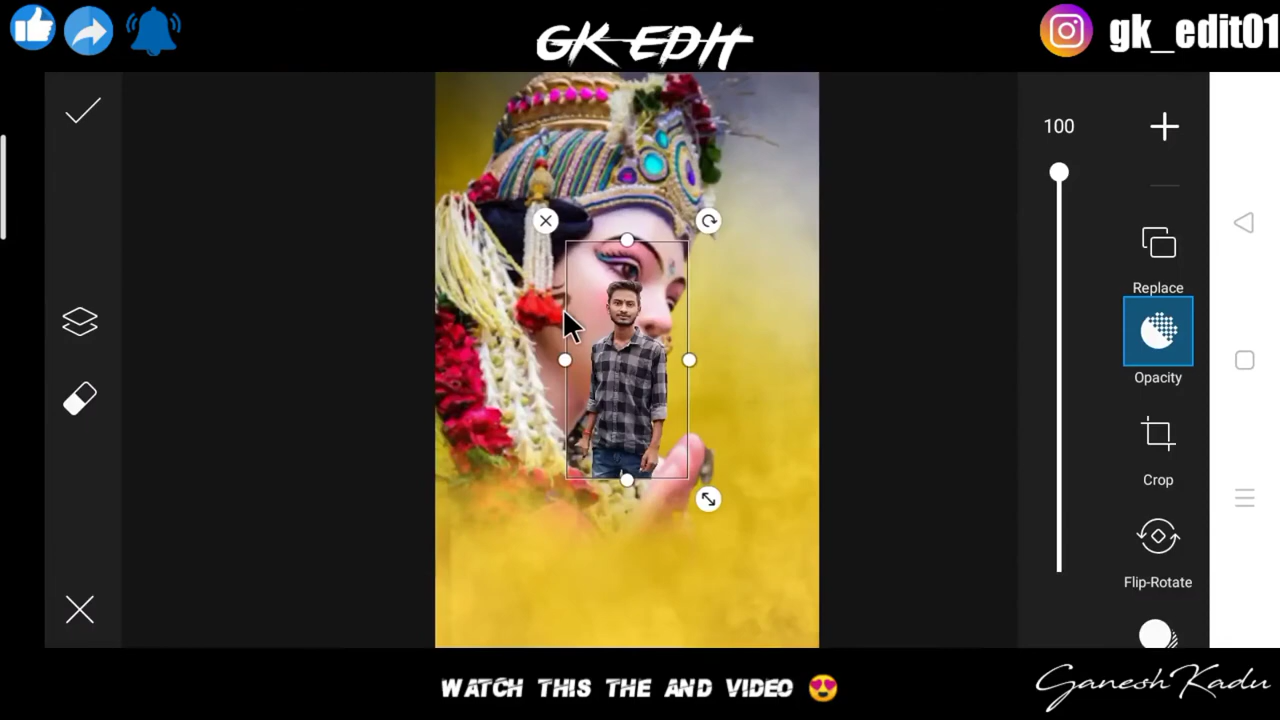 GK EDIT
gk_edit01
100
Replace
Opacity
Crop
Flip-Rotate
WATCH THIS THE AND VIDEO 😍
Ganesh Kadu